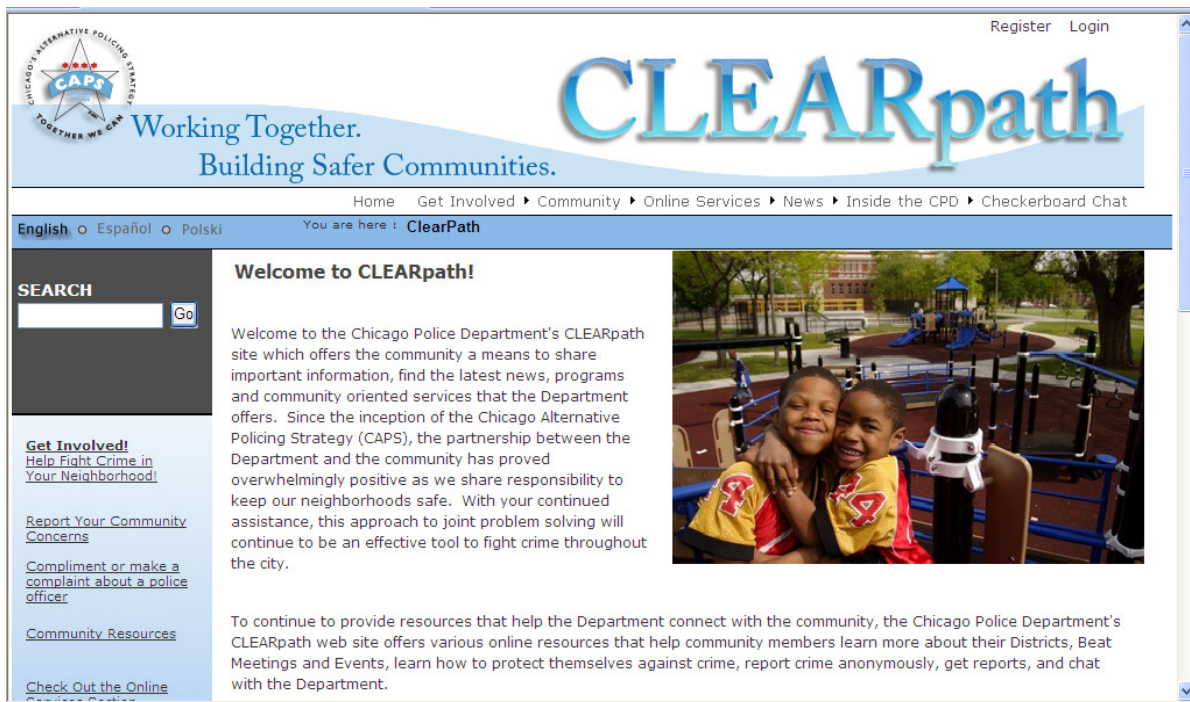 Register Login
CHICAGO'S ALTERNATIVE POLICING STRATEGY
CAPS
TOGETHER WE CAN
CLEARpath
Working Together.
Building Safer Communities.
Home Get Involved Community Online Services News Inside the CPD Checkerboard Chat
English Español Polski You are here : ClearPath
SEARCH
Go
Get Involved!
Help Fight Crime in
Your Neighborhood!
Report Your Community
Concerns
Compliment or make a
complaint about a police
officer
Community Resources
Check Out the Online
Services Section
Welcome to CLEARpath!
Welcome to the Chicago Police Department's CLEARpath
site which offers the community a means to share
important information, find the latest news, programs
and community oriented services that the Department
offers. Since the inception of the Chicago Alternative
Policing Strategy (CAPS), the partnership between the
Department and the community has proved
overwhelmingly positive as we share responsibility to
keep our neighborhoods safe. With your continued
assistance, this approach to joint problem solving will
continue to be an effective tool to fight crime throughout
the city.
44
44
To continue to provide resources that help the Department connect with the community, the Chicago Police Department's
CLEARpath web site offers various online resources that help community members learn more about their Districts, Beat
Meetings and Events, learn how to protect themselves against crime, report crime anonymously, get reports, and chat
with the Department.